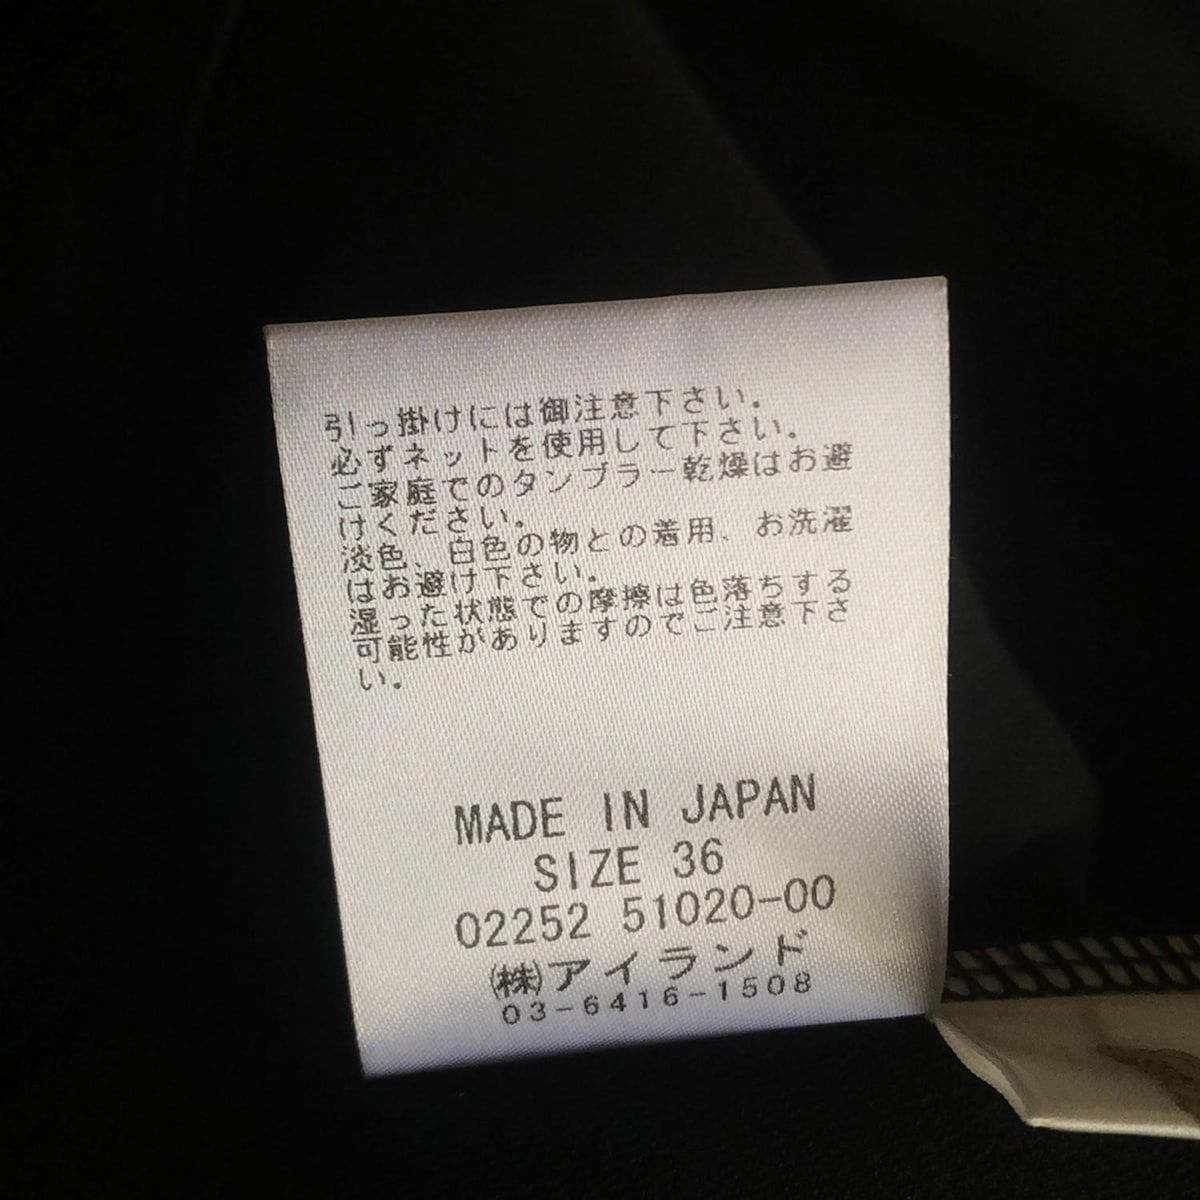 引っ掛けには御注意下さい。
必ずネットを使用して下さい。
ご家庭でのタンブラー乾燥はお避
けください。
淡色、白色の物との着用、お洗濯
はお避け下さい。
湿った状態での摩擦は色落ちする
可能性がありますのでご注意下さ
い。
MADE IN JAPAN
SIZE 36
02252 51020-00
㈱アイランド
03-6416-1508